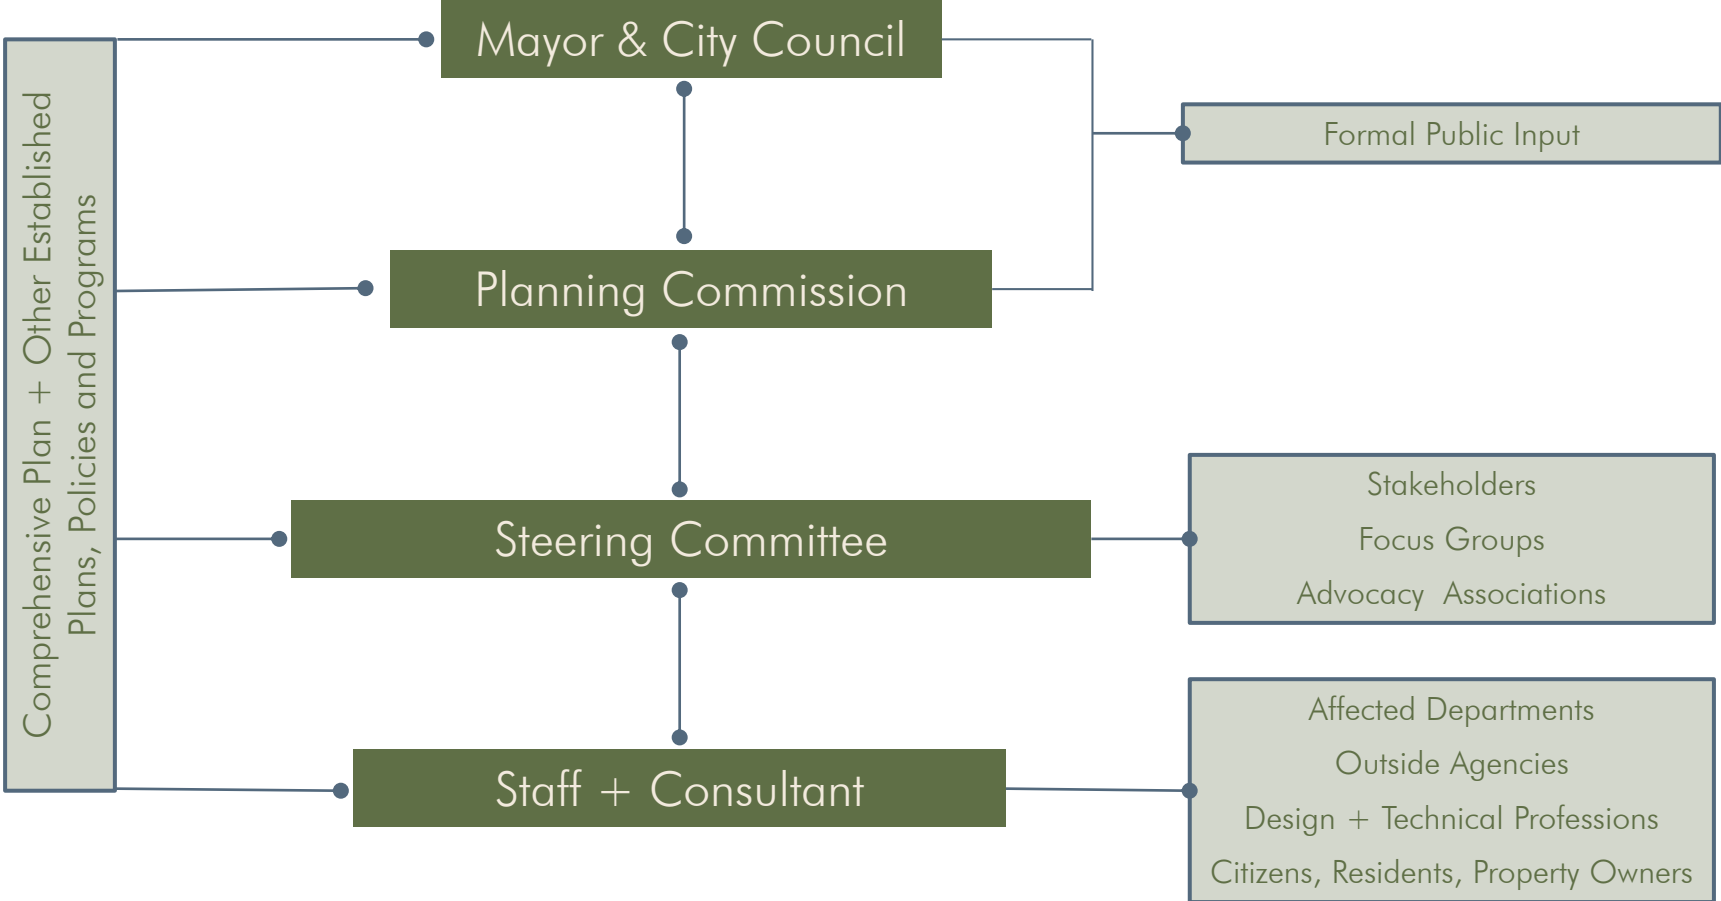 Mayor & City Council
Comprehensive Plan + Other Established
Plans, Policies and Programs
Formal Public Input
Planning Commission
Steering Committee
Stakeholders
Focus Groups
Advocacy Associations
Staff + Consultant
Affected Departments
Outside Agencies
Design + Technical Professions
Citizens, Residents, Property Owners